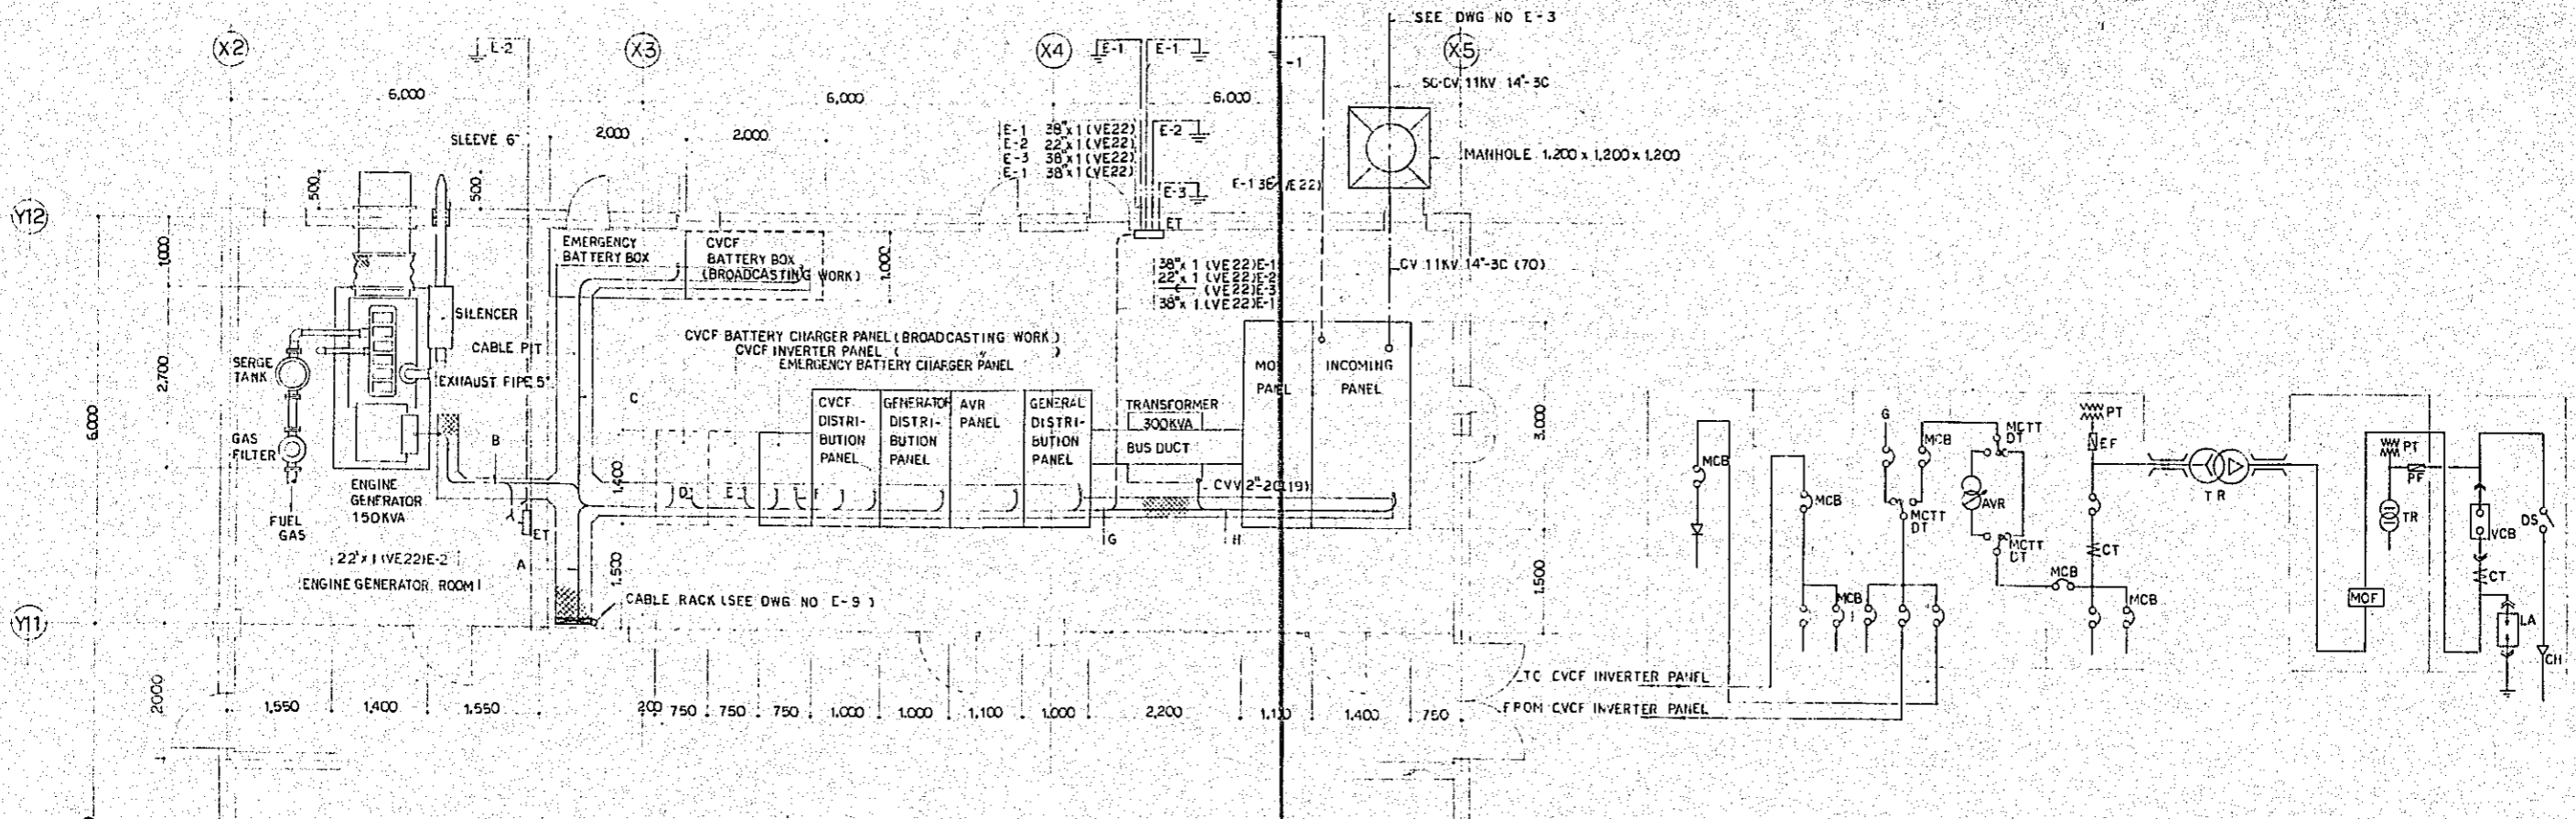 SEE DWG NO E-3
X2
E-2
X3
X4
E-1
E-1
-1
X5
SC-CV 11KV 14"-3C
6,000
6,000
6,000
SLEEVE 6"
2,000
2,000
E-1 38"x1(VE22)
E-2 22"x1(VE22)
E-3 38"x1(VE22)
E-1 38"x1(VE22)
E-2
MANHOLE 1,200 x 1,200 x 1,200
500
500
E-3
Y12
ET
1,000
EMERGENCY
BATTERY BOX
CVCF
BATTERY BOX
(BROADCASTING WORK)
1,000
38"x 1 (VE22)E-1
22"x 1 (VE22)E-2
(VE22)E-3
38"x 1 (VE22)E-1
CV 11KV 14"-3C (70)
SILENCER
CABLE PIT
SERGE
TANK
EXHAUST PIPE 5"
2,700
6,000
CVCF BATTERY CHARGER PANEL (BROADCASTING WORK)
CVCF INVERTER PANEL ( " )
EMERGENCY BATTERY CHARGER PANEL
INCOMING
PANEL
PANEL
C
CVCF
DISTRI-
BUTION
PANEL
GENERATOR
DISTRI-
BUTION
PANEL
AVR
PANEL
GENERAL
DISTRI-
BUTION
PANEL
TRANSFORMER
300KVA
BUS DUCT
3,000
GAS
FILTER
B
1,400
D
E
F
CVV 2"-2C(19)
ENGINE
GENERATOR
150KVA
FUEL
GAS
ET
G
H
22"x1(VE22)E-2
ENGINE GENERATOR ROOM
A
1,500
1,500
CABLE RACK (SEE DWG NO E-9)
Y11
2000
1,550
1,400
1,550
200
750
750
750
1,000
1,000
1,100
1,000
2,200
1,400
750
TO CVCF INVERTER PANEL
FROM CVCF INVERTER PANEL
MCB
MCB
MCB
G
MCB
MCTT
DT
MCTT
DT
AVR
MCTT
DT
MCB
PT
EF
CT
MCB
TR
MOF
PT
PF
TR
VCB
CT
LA
DS
CH